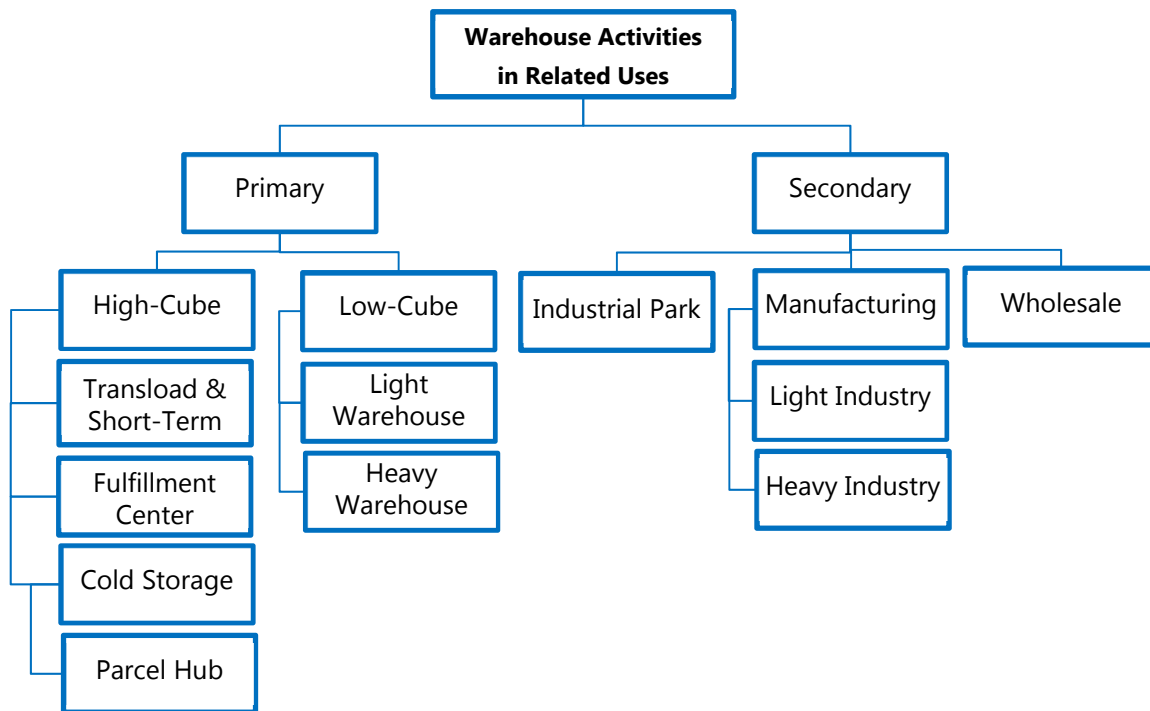 Warehouse Activities
in Related Uses
Primary
Secondary
High-Cube
Low-Cube
Industrial Park
Manufacturing
Wholesale
Transload &
Short-Term
Light
Warehouse
Light Industry
Fulfillment
Center
Heavy
Warehouse
Heavy Industry
Cold Storage
Parcel Hub